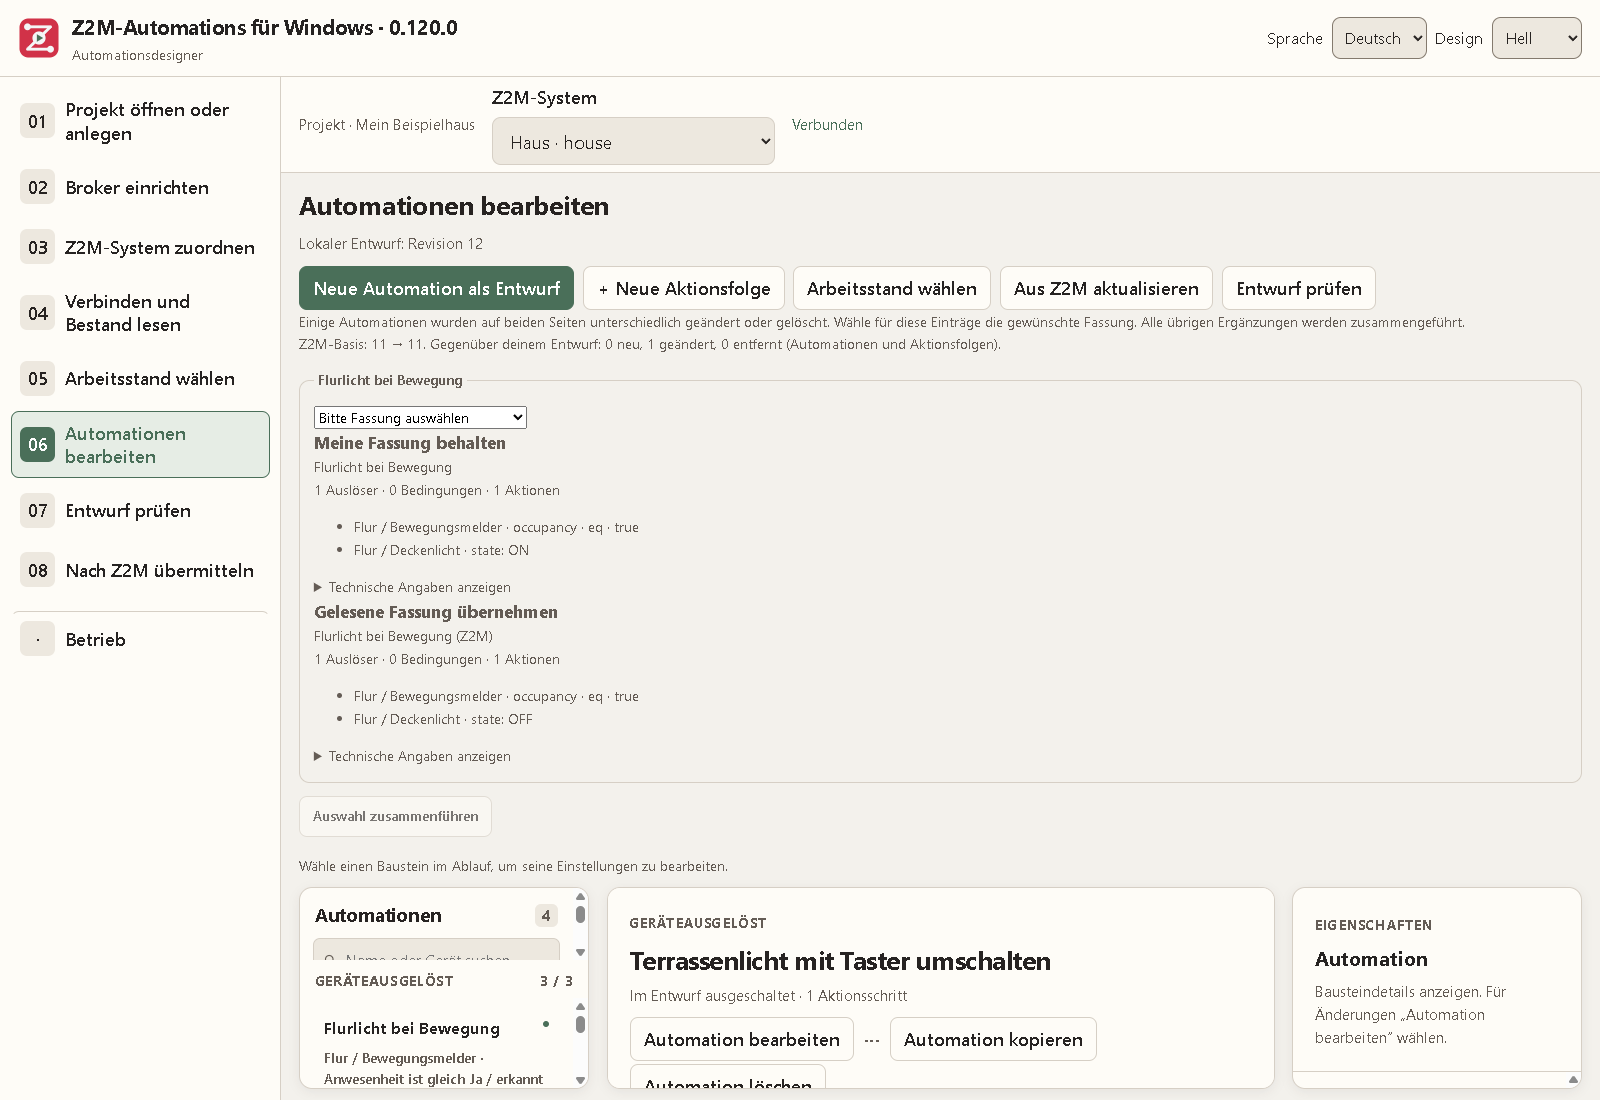 Z2M-Automations für Windows · 0.120.0
Automationsdesigner
Sprache
Deutsch
Design
Hell
01
Projekt öffnen oder
anlegen
02
Broker einrichten
03
Z2M-System zuordnen
04
Verbinden und
Bestand lesen
05
Arbeitsstand wählen
06
Automationen
bearbeiten
07
Entwurf prüfen
08
Nach Z2M übermitteln
·
Betrieb
Projekt · Mein Beispielhaus
Z2M-System
Haus · house
Verbunden
Automationen bearbeiten
Lokaler Entwurf: Revision 12
Neue Automation als Entwurf
+ Neue Aktionsfolge
Arbeitsstand wählen
Aus Z2M aktualisieren
Entwurf prüfen
Einige Automationen wurden auf beiden Seiten unterschiedlich geändert oder gelöscht. Wähle für diese Einträge die gewünschte Fassung. Alle übrigen Ergänzungen werden zusammengeführt.
Z2M-Basis: 11 → 11. Gegenüber deinem Entwurf: 0 neu, 1 geändert, 0 entfernt (Automationen und Aktionsfolgen).
Flurlicht bei Bewegung
Bitte Fassung auswählen
Meine Fassung behalten
Flurlicht bei Bewegung
1 Auslöser · 0 Bedingungen · 1 Aktionen
• Flur / Bewegungsmelder · occupancy · eq · true
• Flur / Deckenlicht · state: ON
▶ Technische Angaben anzeigen
Gelesene Fassung übernehmen
Flurlicht bei Bewegung (Z2M)
1 Auslöser · 0 Bedingungen · 1 Aktionen
• Flur / Bewegungsmelder · occupancy · eq · true
• Flur / Deckenlicht · state: OFF
▶ Technische Angaben anzeigen
Auswahl zusammenführen
Wähle einen Baustein im Ablauf, um seine Einstellungen zu bearbeiten.
Automationen
4
Name oder Gerät suchen
GERÄTEAUSGELÖST
3 / 3
Flurlicht bei Bewegung
Flur / Bewegungsmelder ·
Anwesenheit ist gleich Ja / erkannt
GERÄTEAUSGELÖST
Terrassenlicht mit Taster umschalten
Im Entwurf ausgeschaltet · 1 Aktionsschritt
Automation bearbeiten
···
Automation kopieren
Automation löschen
EIGENSCHAFTEN
Automation
Bausteindetails anzeigen. Für
Änderungen „Automation
bearbeiten“ wählen.